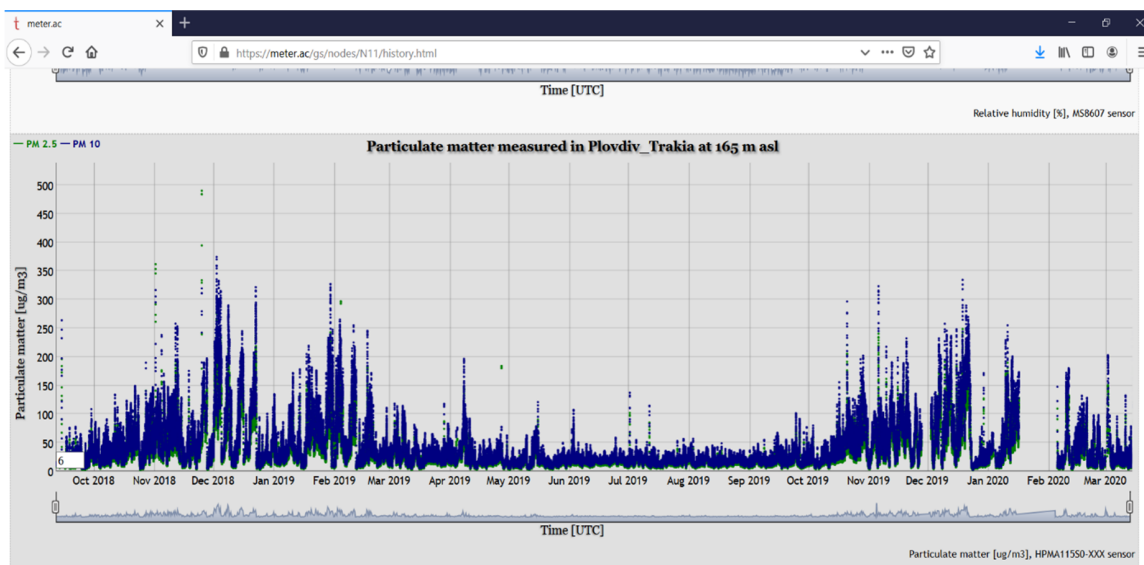 meter.ac
https://meter.ac/gs/nodes/N11/history.html
Time [UTC]
Relative humidity [%], MS8607 sensor
PM 2.5 PM 10
Particulate matter measured in Plovdiv_Trakia at 165 m asl
Particulate matter [ug/m3]
500
450
400
350
300
250
200
150
100
50
0
6
Oct 2018 Nov 2018 Dec 2018 Jan 2019 Feb 2019 Mar 2019 Apr 2019 May 2019 Jun 2019 Jul 2019 Aug 2019 Sep 2019 Oct 2019 Nov 2019 Dec 2019 Jan 2020 Feb 2020 Mar 2020
Time [UTC]
Particulate matter [ug/m3], HPMA115S0-XXX sensor